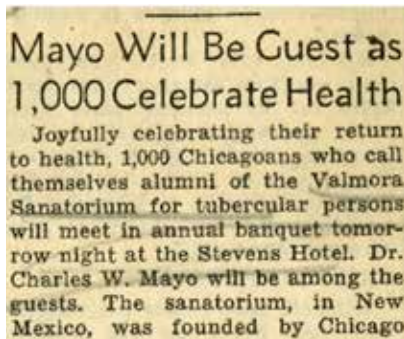 Mayo Will Be Guest as
1,000 Celebrate Health
Joyfully celebrating their return
to health, 1,000 Chicagoans who call
themselves alumni of the Valmora
Sanatorium for tubercular persons
will meet in annual banquet tomor-
row night at the Stevens Hotel. Dr.
Charles W. Mayo will be among the
guests. The sanatorium, in New
Mexico, was founded by Chicago